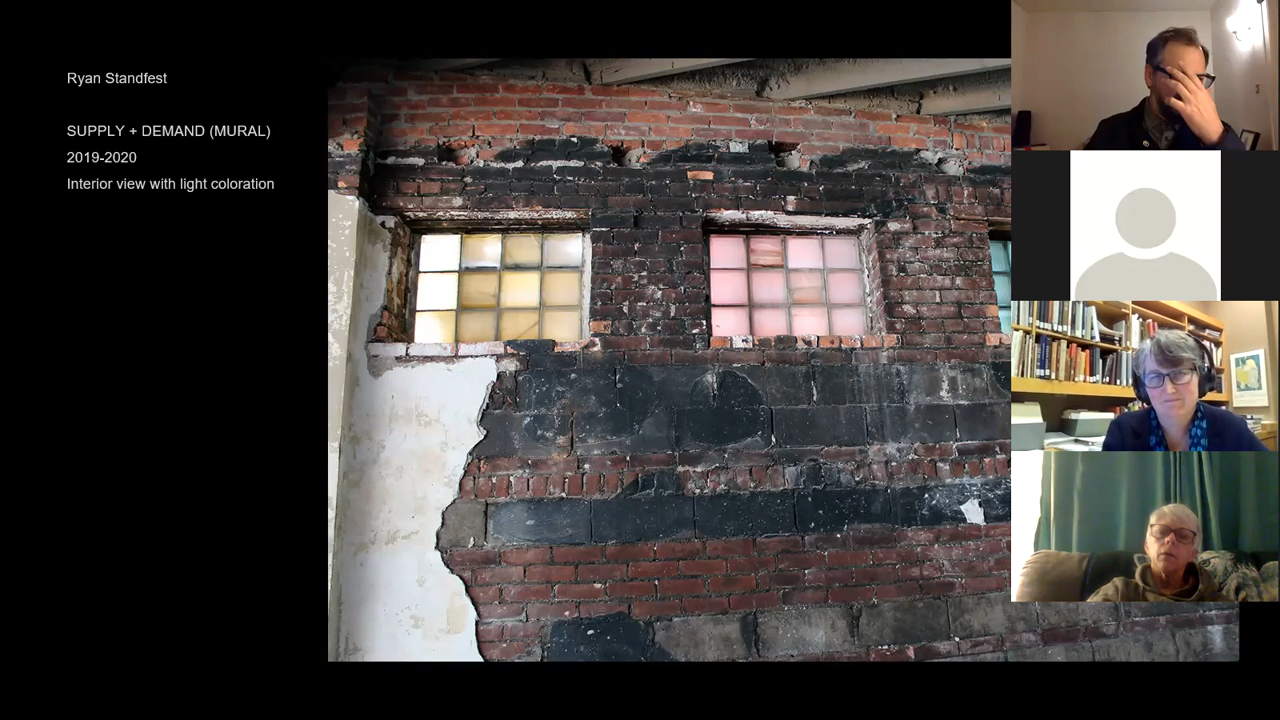 Ryan Standfest
SUPPLY + DEMAND (MURAL)
2019-2020
Interior view with light coloration